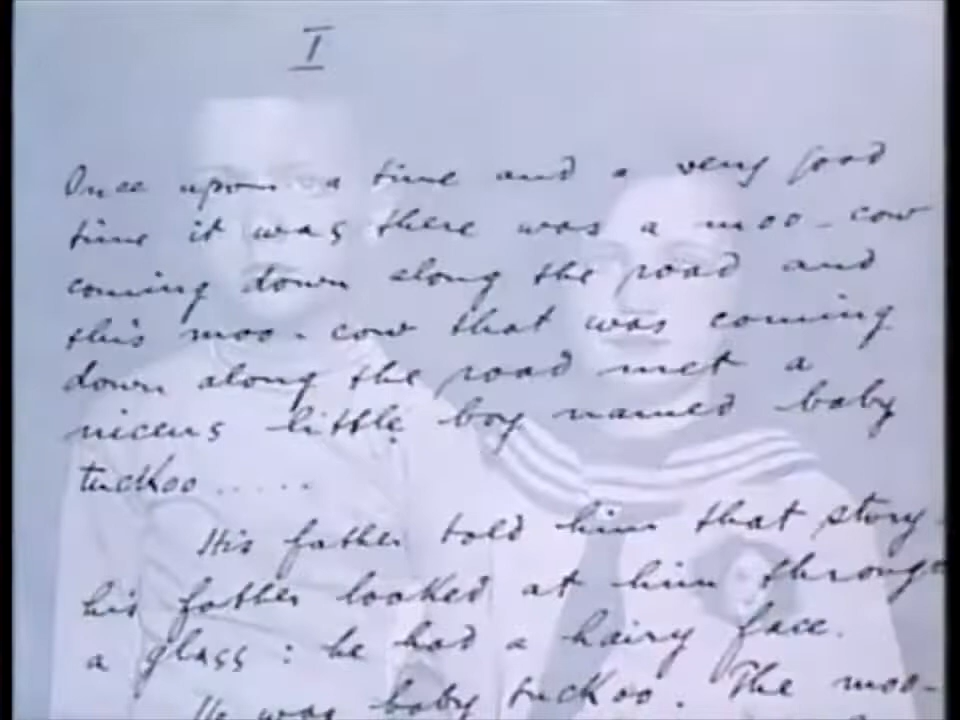 I
Once upon a time and a very good
time it was there was a moo-cow
coming down along the road and
this moo-cow that was coming
down along the road met a
nicens little boy named baby
tuckoo.....
His father told him that story:
his father looked at him through
a glass: he had a hairy face.
He was baby tuckoo. The moo-